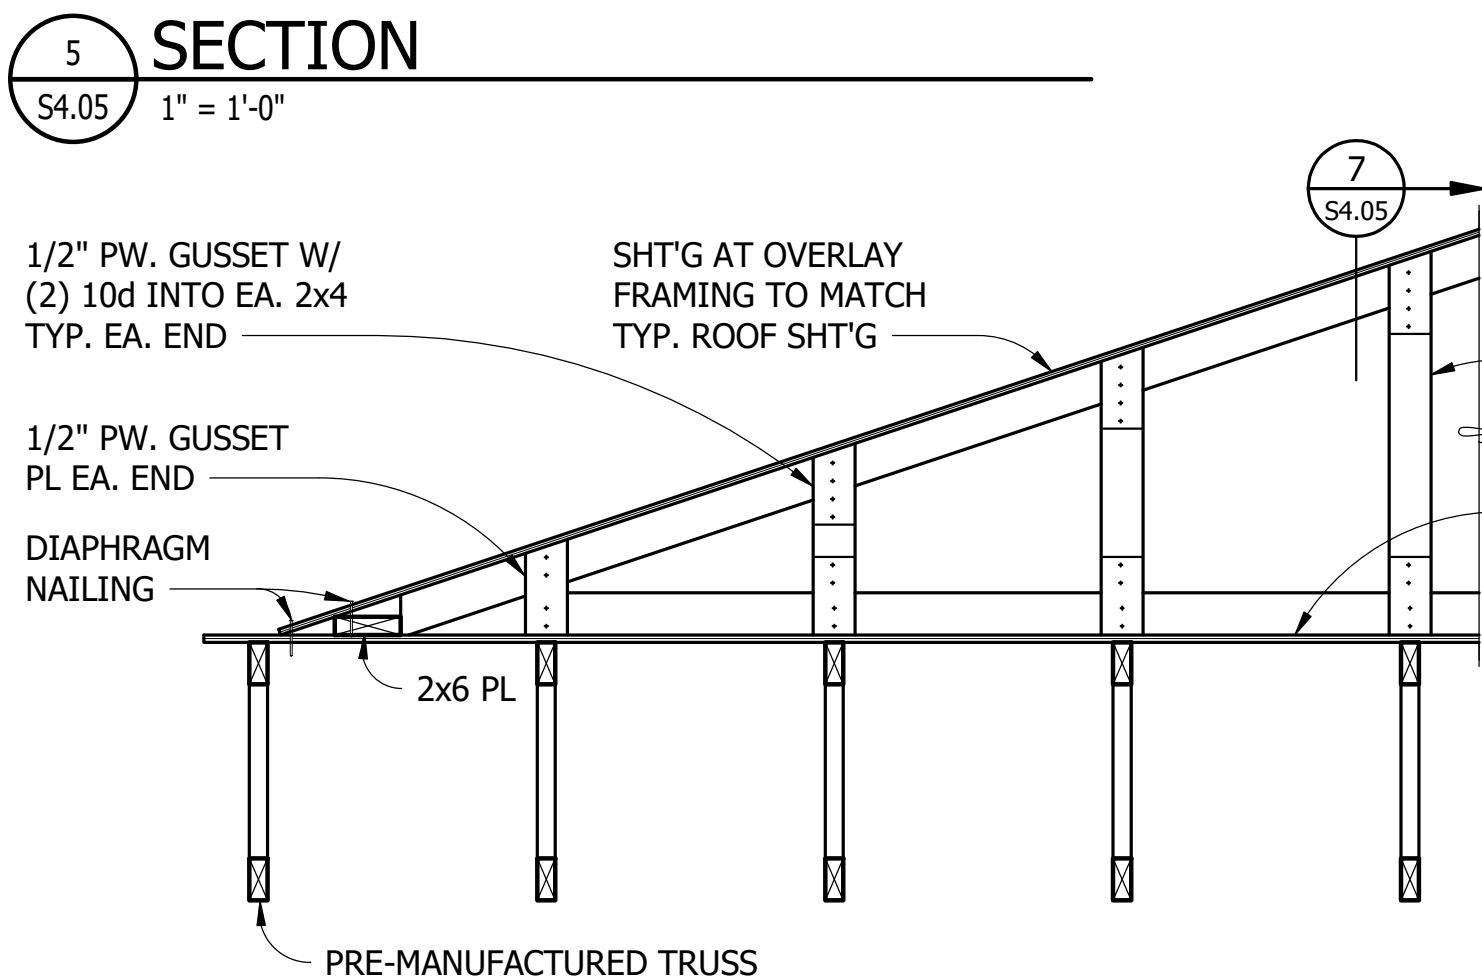 5
SECTION
S4.05
1" = 1'-0"
7
S4.05
1/2" PW. GUSSET W/
(2) 10d INTO EA. 2x4
TYP. EA. END
SHT'G AT OVERLAY
FRAMING TO MATCH
TYP. ROOF SHT'G
1/2" PW. GUSSET
PL EA. END
DIAPHRAGM
NAILING
2x6 PL
PRE-MANUFACTURED TRUSS